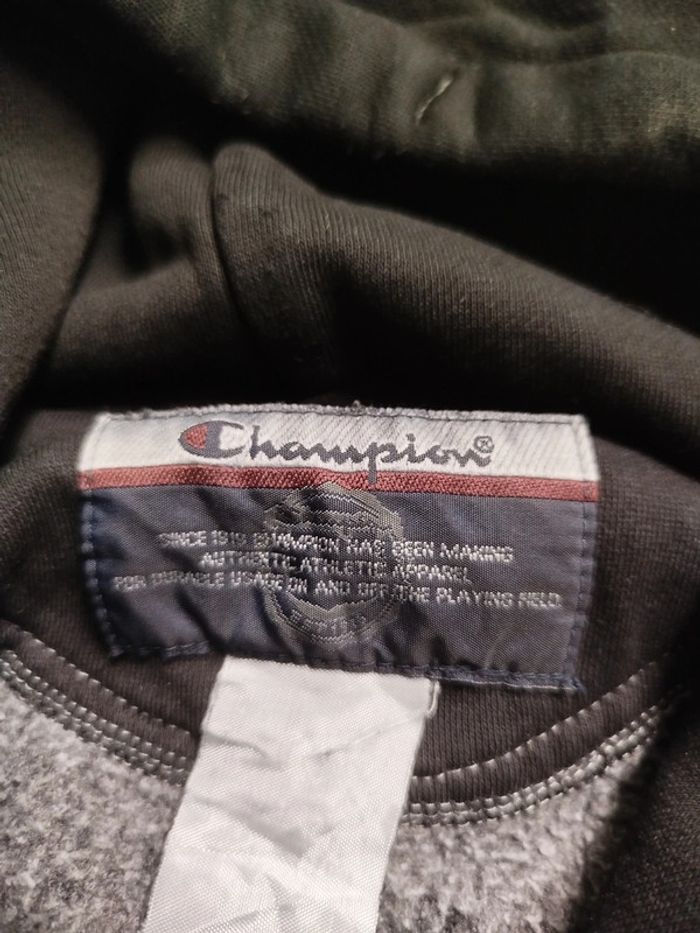 Champion®
SINCE 1919 CHAMPION HAS BEEN MAKING
AUTHENTIC ATHLETIC APPAREL
FOR DURABLE USAGE ON AND OFF THE PLAYING FIELD.